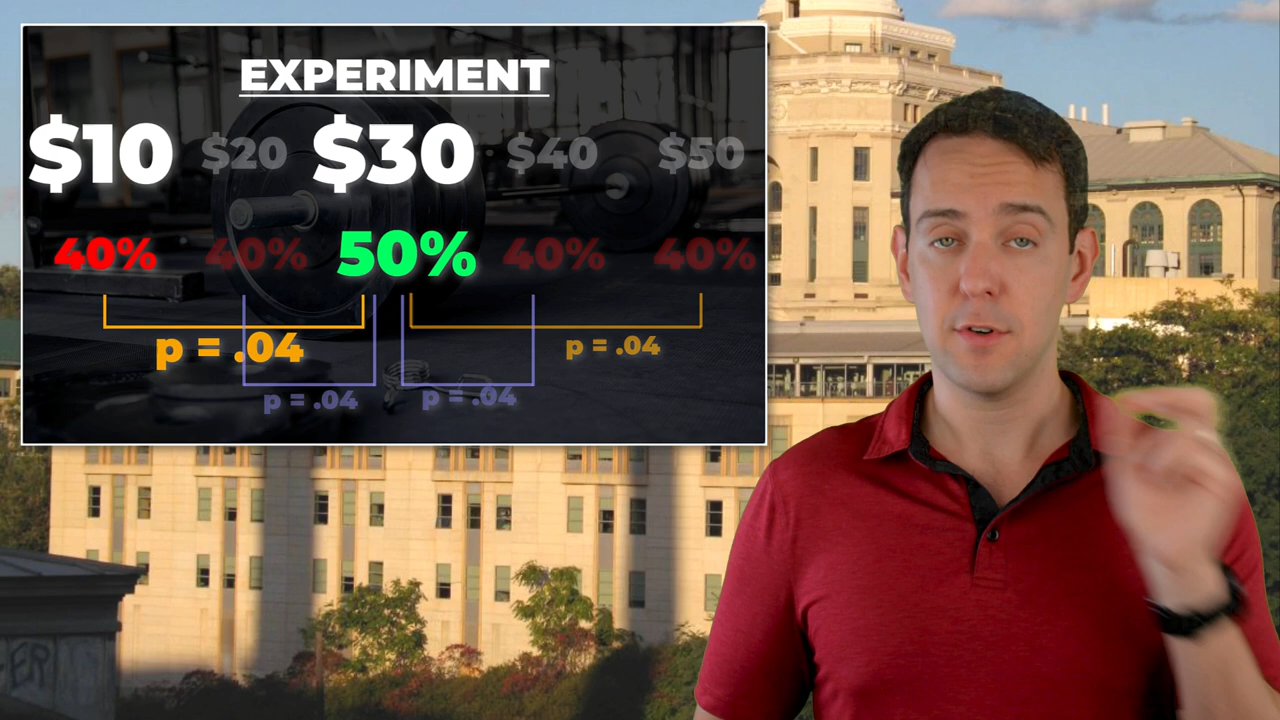 EXPERIMENT
$10 $20 $30 $40 $50
40% 40% 50% 40% 40%
p = .04 p = .04
p = .04 p = .04